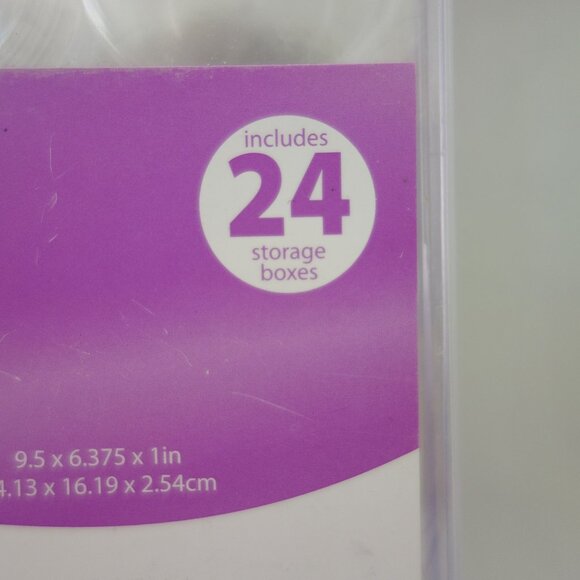 includes
24
storage
boxes
9.5 x 6.375 x 1in
4.13 x 16.19 x 2.54cm